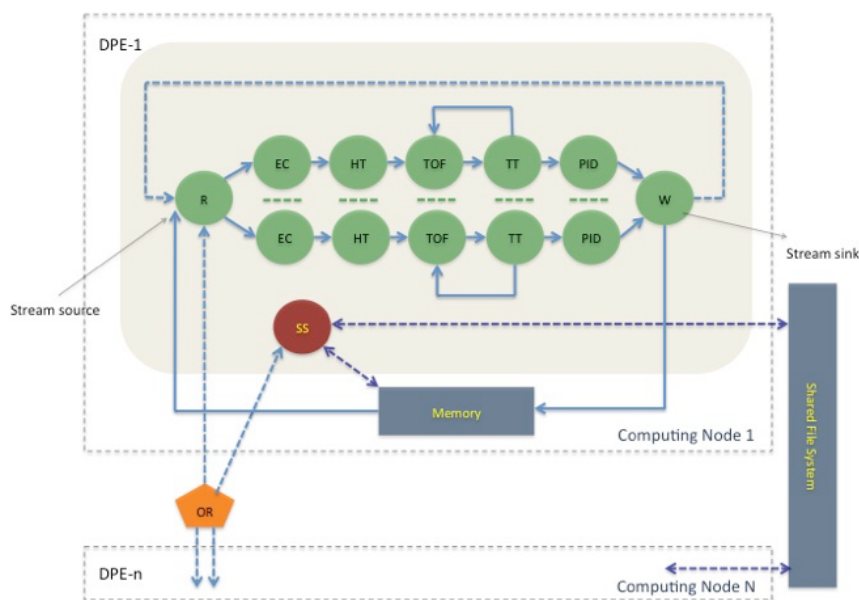 DPE-1
EC
HT
TOF
TT
PID
R
W
EC
HT
TOF
TT
PID
Stream sink
Stream source
SS
Memory
Shared File System
Computing Node 1
OR
DPE-n
Computing Node N